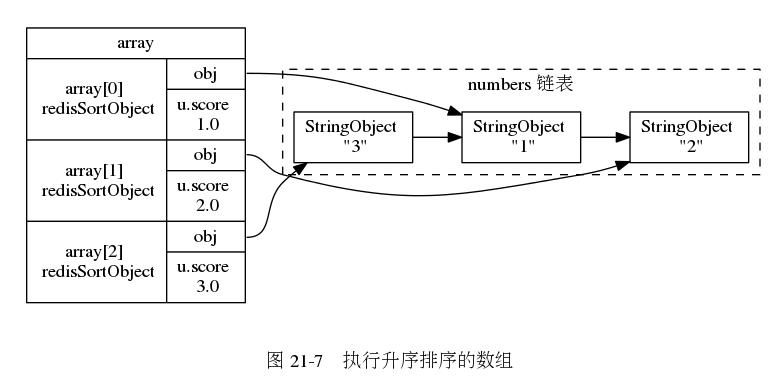 array
array[0]
redisSortObject
obj
u.score
1.0
array[1]
redisSortObject
obj
u.score
2.0
array[2]
redisSortObject
obj
u.score
3.0
numbers 链表
StringObject
"3"
StringObject
"1"
StringObject
"2"
图 21-7 执行升序排序的数组